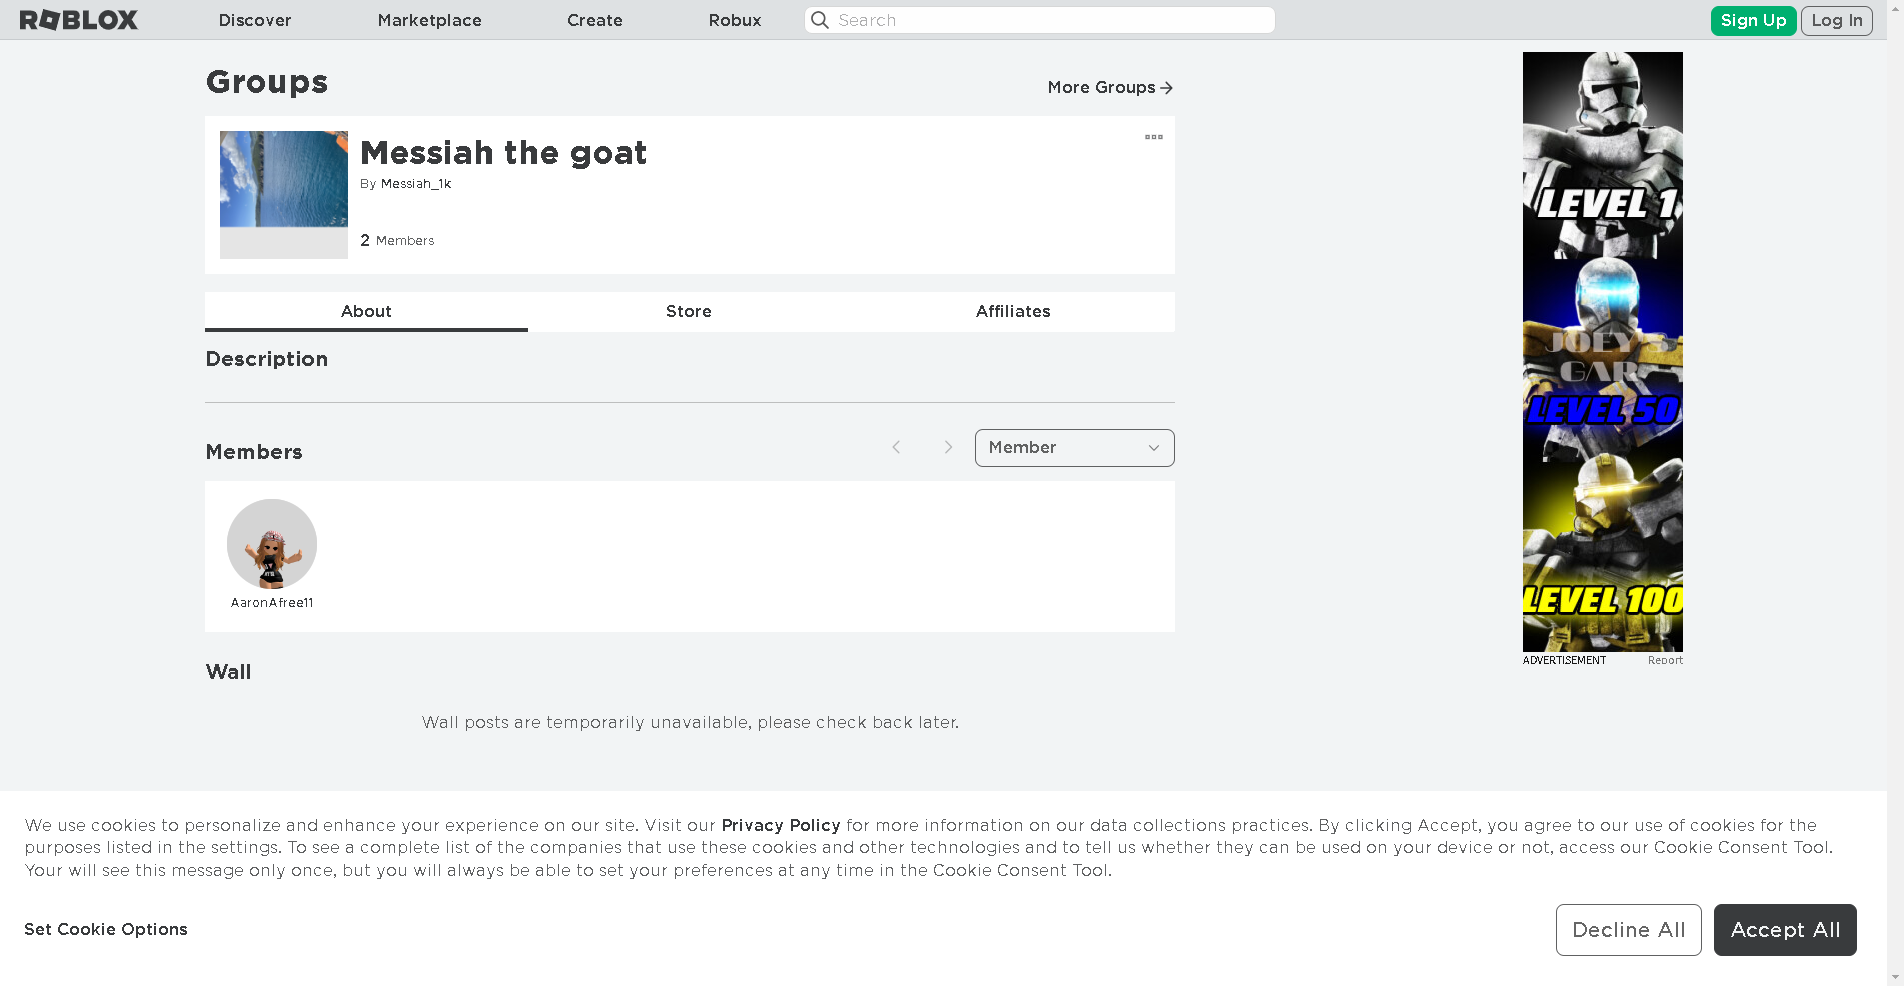 ROBLOX
Discover
Marketplace
Create
Robux
Search
Sign Up
Log In
Groups
More Groups
Messiah the goat
By Messiah_1k
2 Members
About
Store
Affiliates
Description
Members
Member
AaronAfree11
Wall
Wall posts are temporarily unavailable, please check back later.
LEVEL 1
JOEY'S
GAR
LEVEL 50
LEVEL 100
ADVERTISEMENT
Report
We use cookies to personalize and enhance your experience on our site. Visit our Privacy Policy for more information on our data collections practices. By clicking Accept, you agree to our use of cookies for the
purposes listed in the settings. To see a complete list of the companies that use these cookies and other technologies and to tell us whether they can be used on your device or not, access our Cookie Consent Tool.
Your will see this message only once, but you will always be able to set your preferences at any time in the Cookie Consent Tool.
Set Cookie Options
Decline All
Accept All